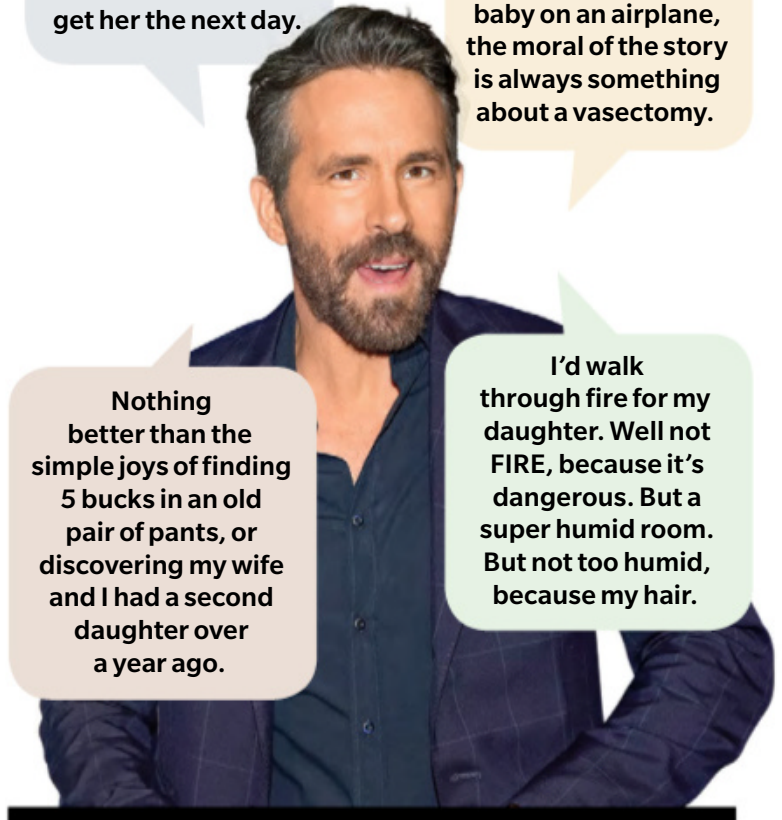 get her the next day.
baby on an airplane,
the moral of the story
is always something
about a vasectomy.
Nothing
better than the
simple joys of finding
5 bucks in an old
pair of pants, or
discovering my wife
and I had a second
daughter over
a year ago.
I’d walk
through fire for my
daughter. Well not
FIRE, because it’s
dangerous. But a
super humid room.
But not too humid,
because my hair.